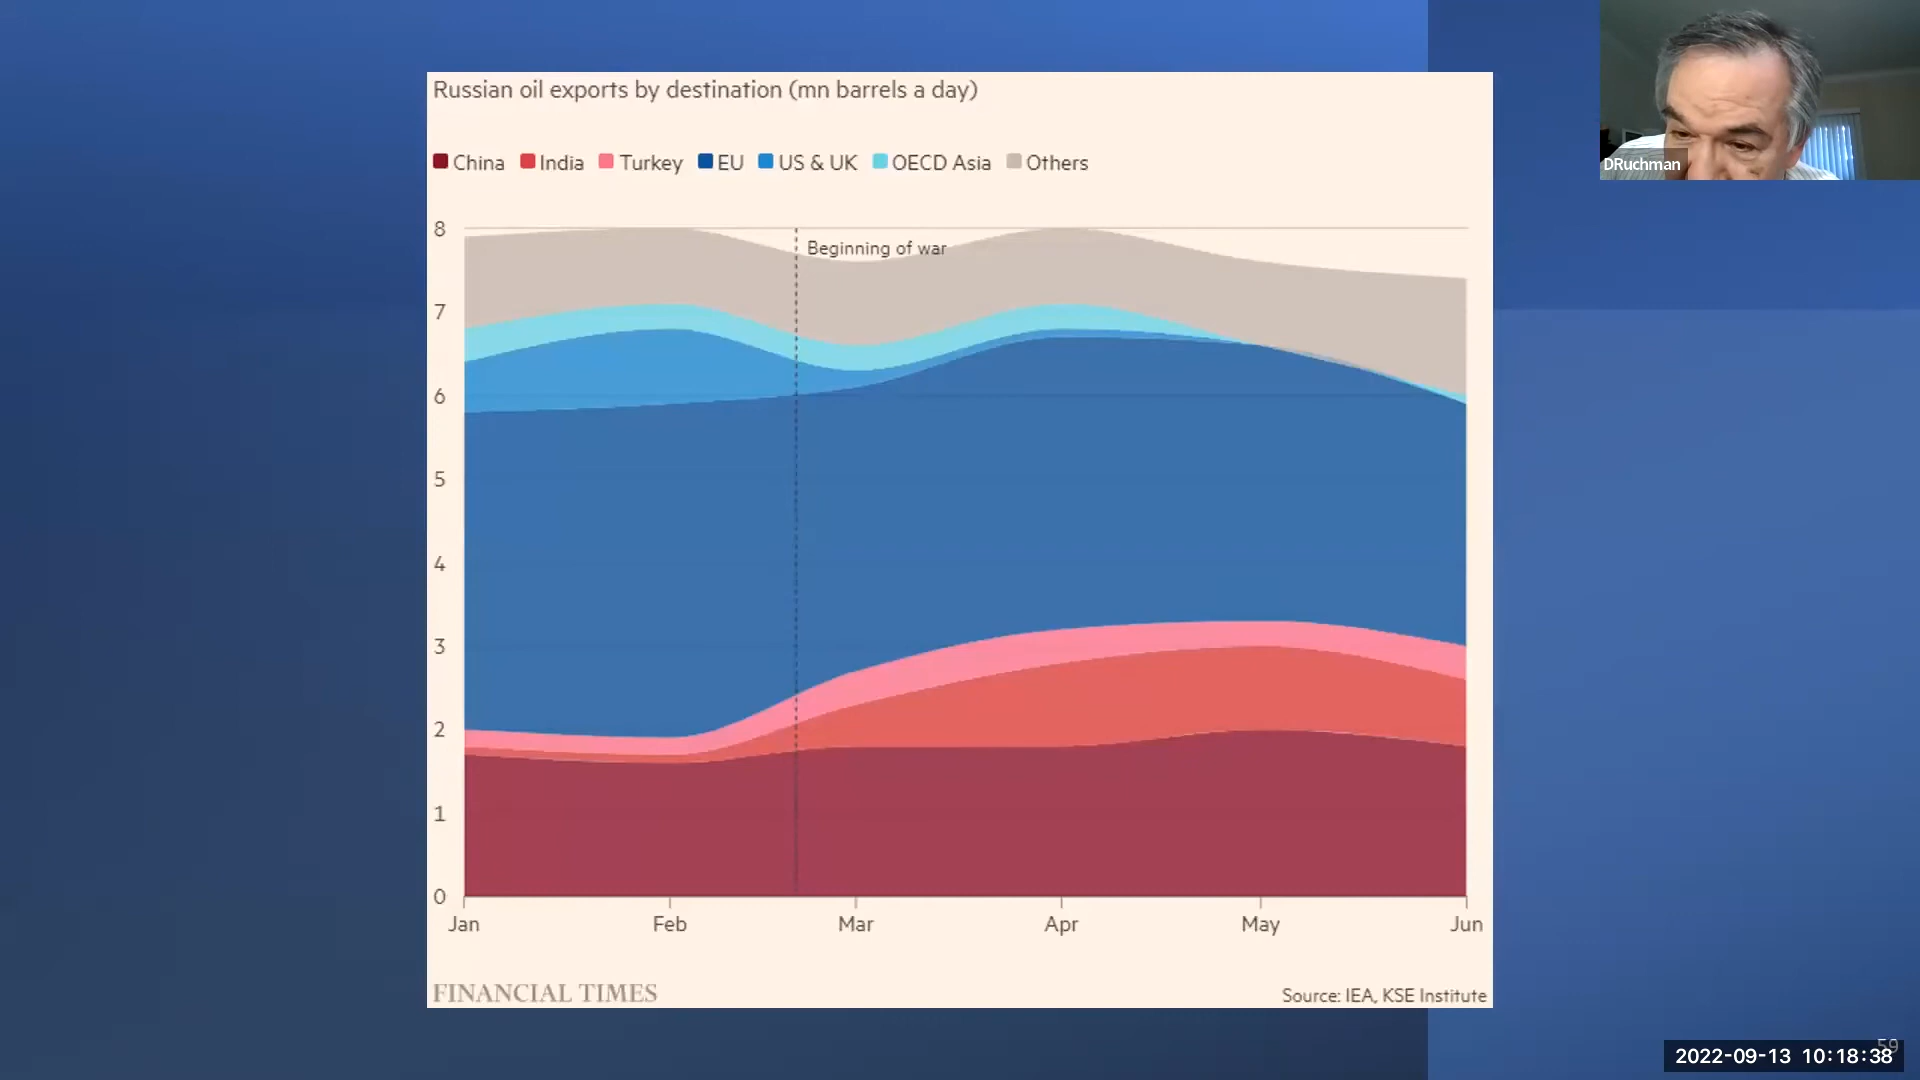 Russian oil exports by destination (mn barrels a day)
China India Turkey EU US & UK OECD Asia Others
DRuchman
8
Beginning of war
7
6
5
4
3
2
1
0
Jan Feb Mar Apr May Jun
FINANCIAL TIMES
Source: IEA, KSE Institute
59
2022-09-13 10:18:38